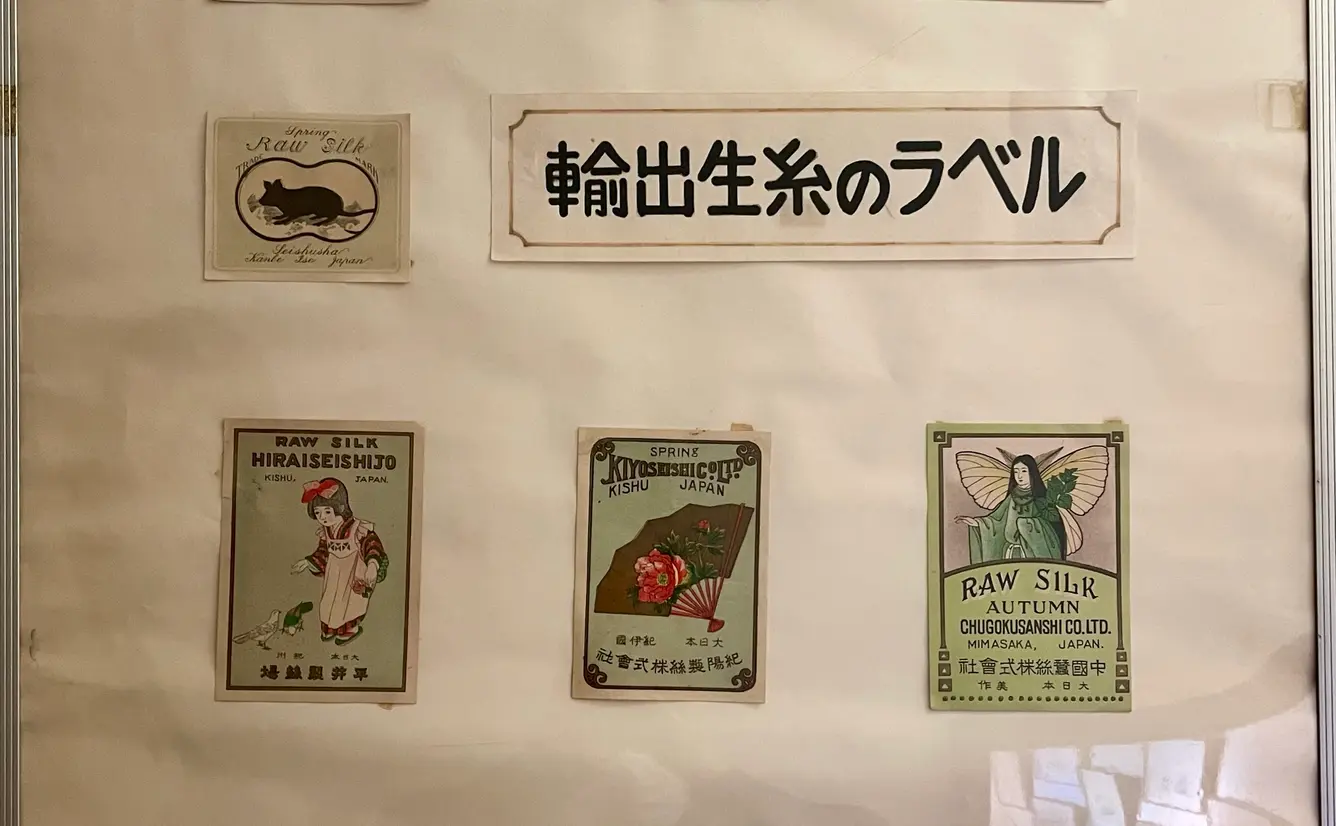 Spring
Raw Silk
TRADE MARK
Seishusha
Kanbe Ise Japan
輸出生糸のラベル
RAW SILK
HIRAISEISHIJO
KISHU, JAPAN.
州紀 本日大
場絲製井平
SPRING
KIYOSEISHI CO. LTD
KISHU JAPAN
國伊紀 本日大
社會式株絲製陽紀
RAW SILK
AUTUMN
CHUGOKUSANSHI CO. LTD.
MIMASAKA, JAPAN.
社會式株絲蠶國中
作美 本日大